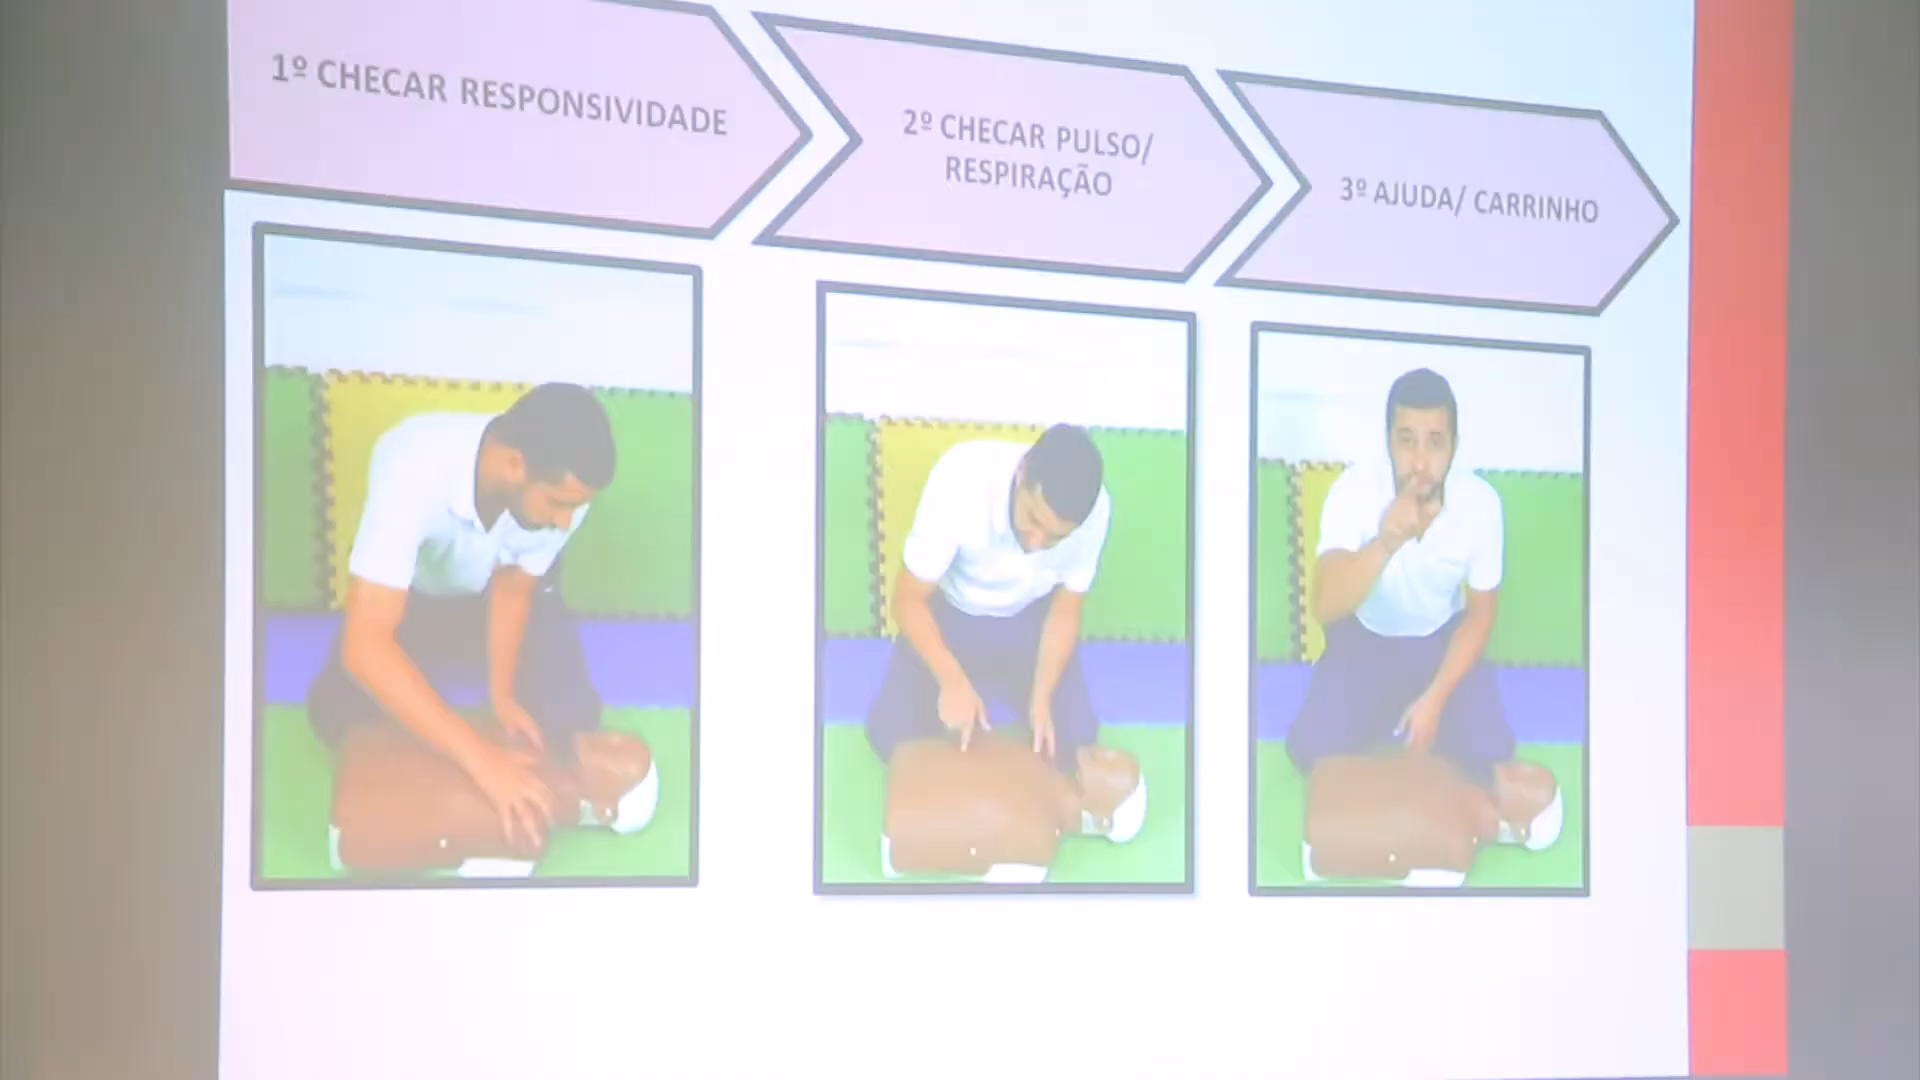 1º CHECAR RESPONSIVIDADE
2º CHECAR PULSO/
RESPIRAÇÃO
3º AJUDA/ CARRINHO